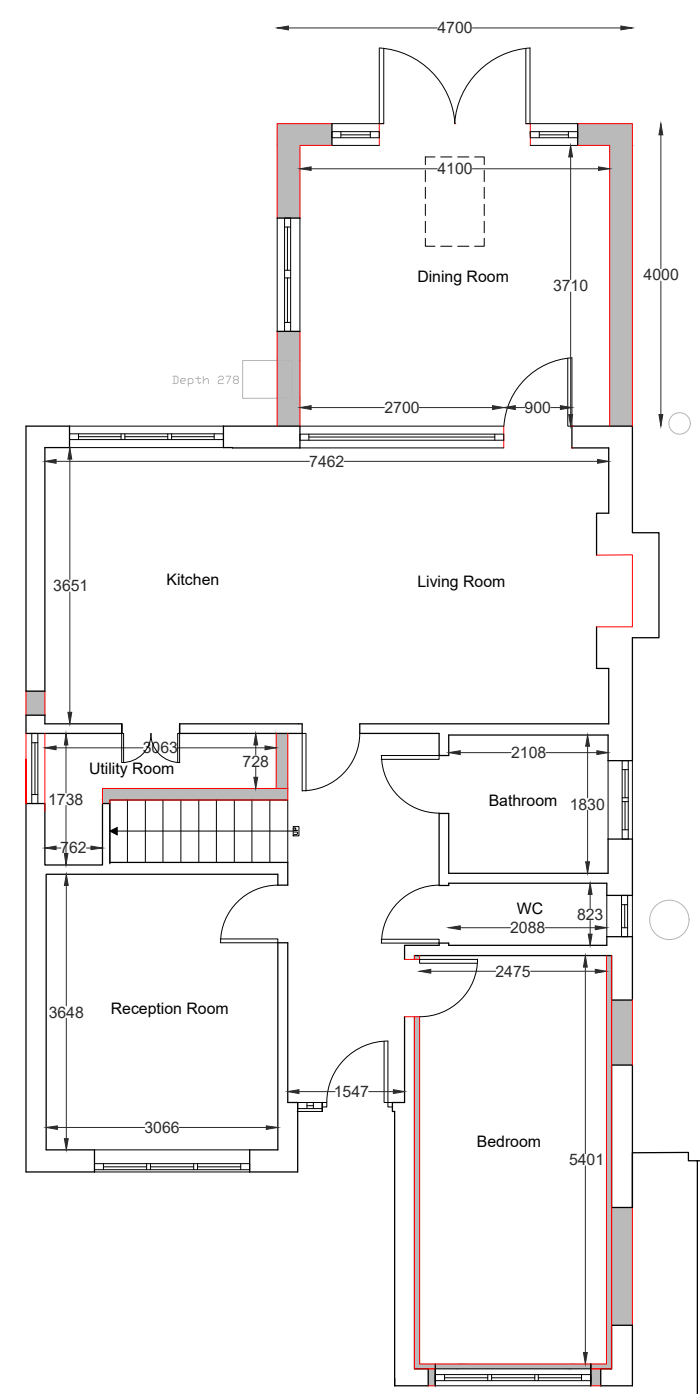 4700
4100
Dining Room
3710
4000
Depth 278
2700
900
7462
Kitchen
Living Room
3651
3063
728
Utility Room
2108
1738
Bathroom
1830
762
WC
823
2088
2475
Reception Room
3648
1547
3066
Bedroom
5401